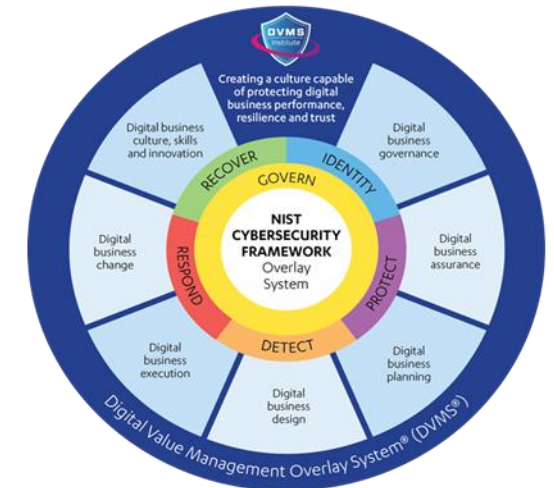 DVMS
Institute
Creating a culture capable
of protecting digital
business performance,
resilience and trust
Digital business
culture, skills
and innovation
Digital
business
governance
RECOVER
IDENTITY
GOVERN
NIST
CYBERSECURITY
FRAMEWORK
Overlay
System
Digital
business
change
Digital
business
assurance
RESPOND
PROTECT
DETECT
Digital
business
execution
Digital
business
planning
Digital
business
design
Digital Value Management Overlay System® (DVMS®)